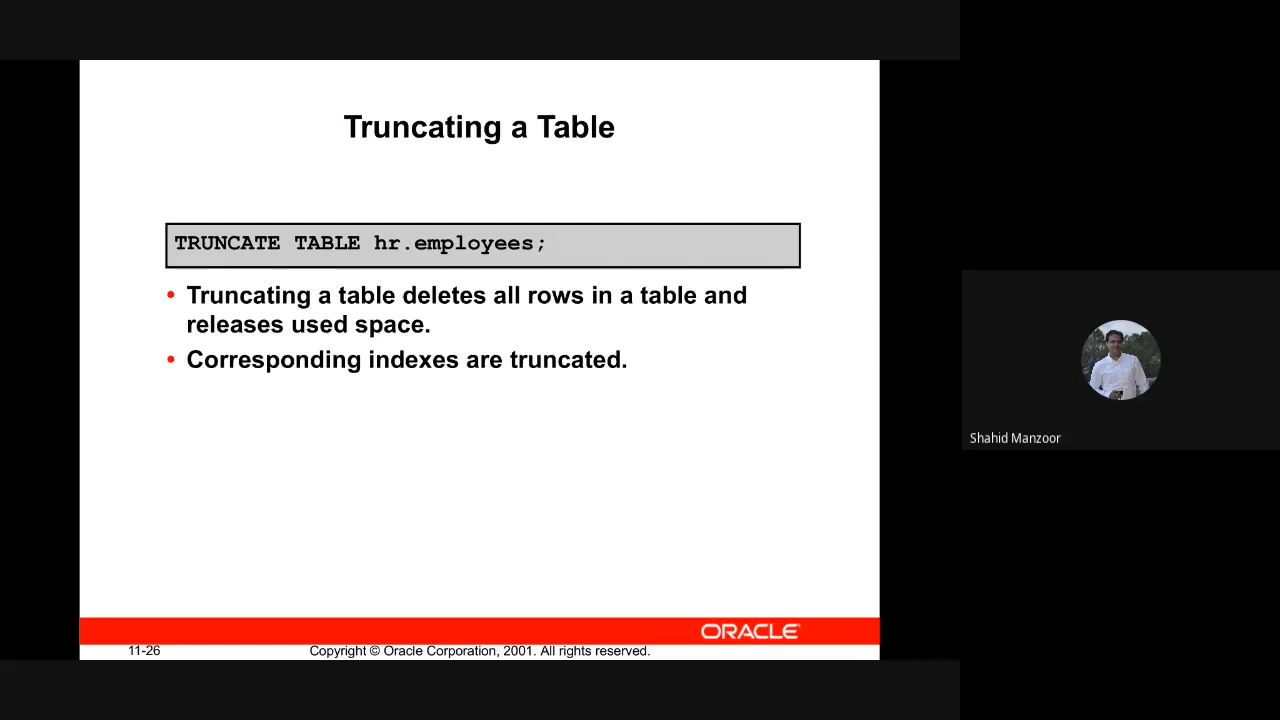 Truncating a Table
TRUNCATE TABLE hr.employees;
• Truncating a table deletes all rows in a table and
releases used space.
• Corresponding indexes are truncated.
Shahid Manzoor
ORACLE
11-26
Copyright © Oracle Corporation, 2001. All rights reserved.